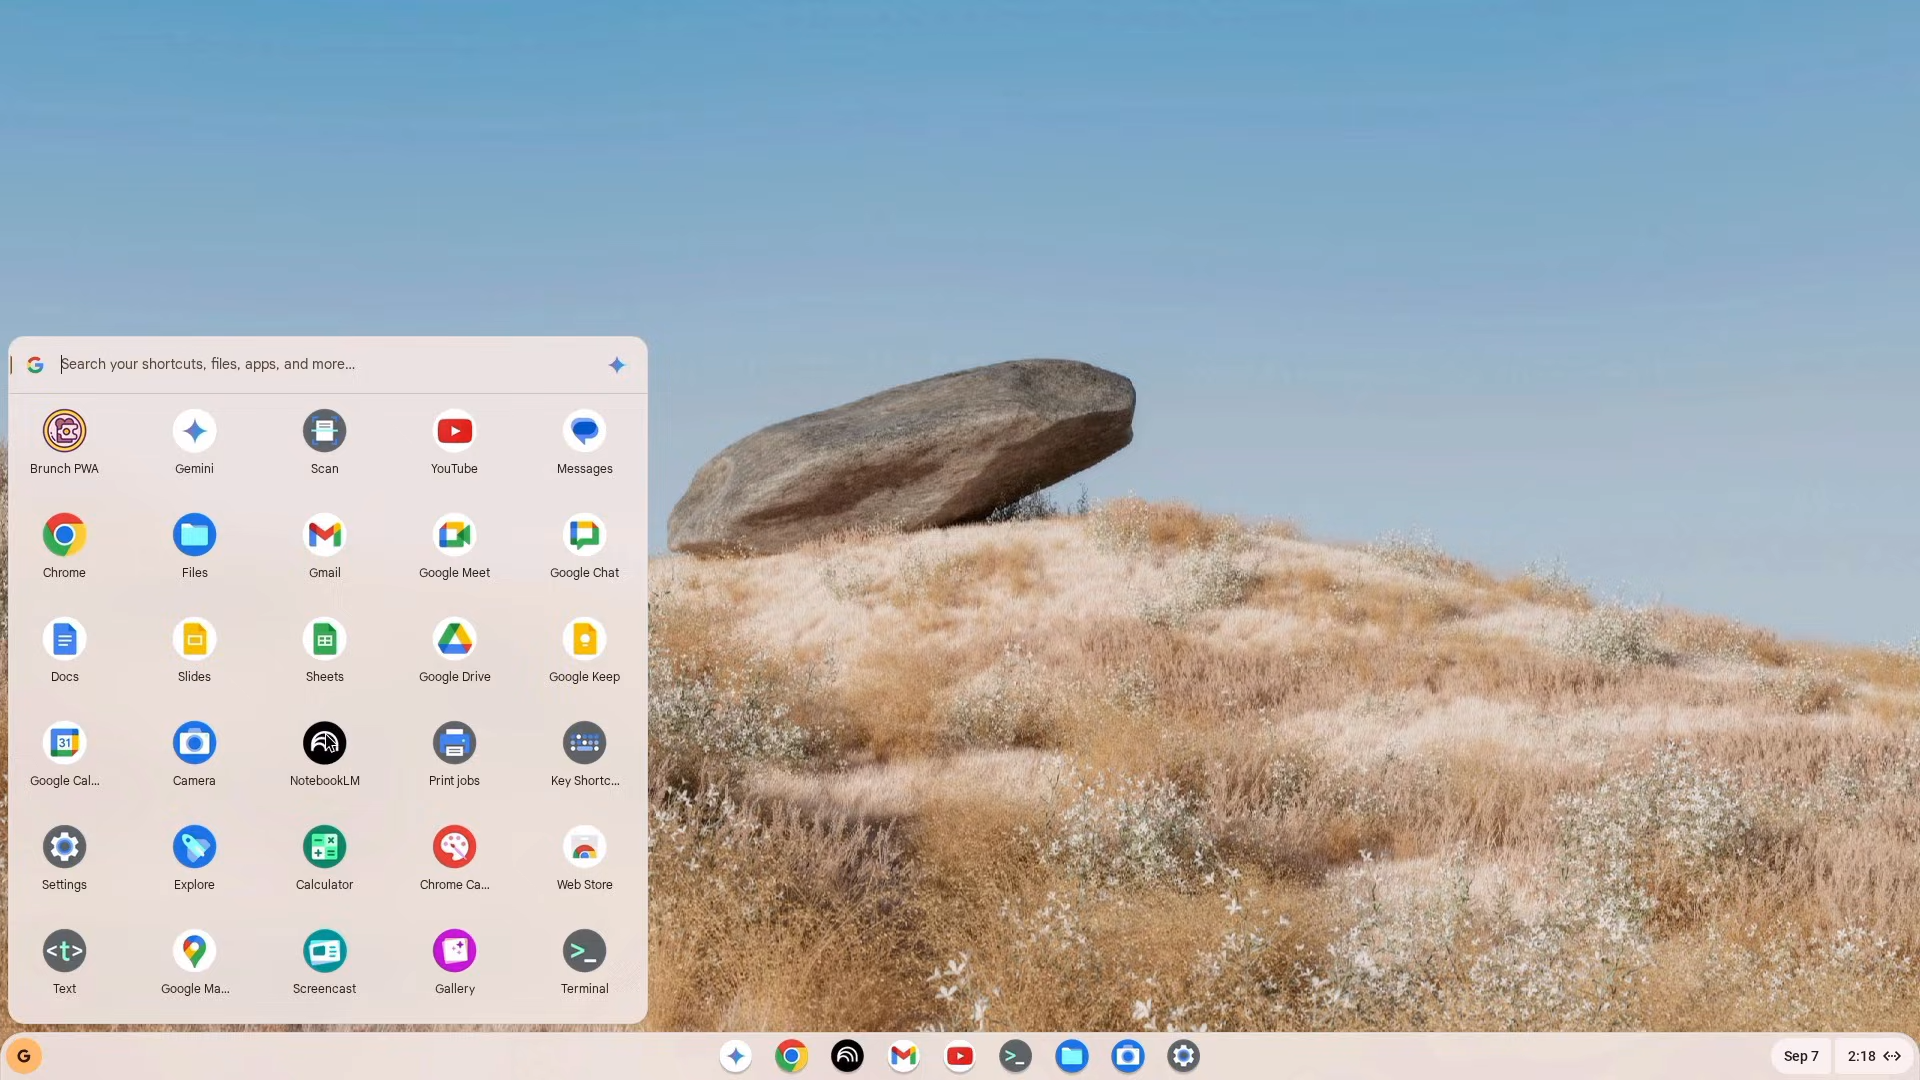 Search your shortcuts, files, apps, and more...
Brunch PWA
Gemini
Scan
YouTube
Messages
Chrome
Files
Gmail
Google Meet
Google Chat
Docs
Slides
Sheets
Google Drive
Google Keep
31
Google Cal...
Camera
NotebookLM
Print jobs
Key Shortc...
Settings
Explore
Calculator
Chrome Ca...
Web Store
<t>
Text
Google Ma...
Screencast
Gallery
>_
Terminal
G
>_
Sep 7
2:18